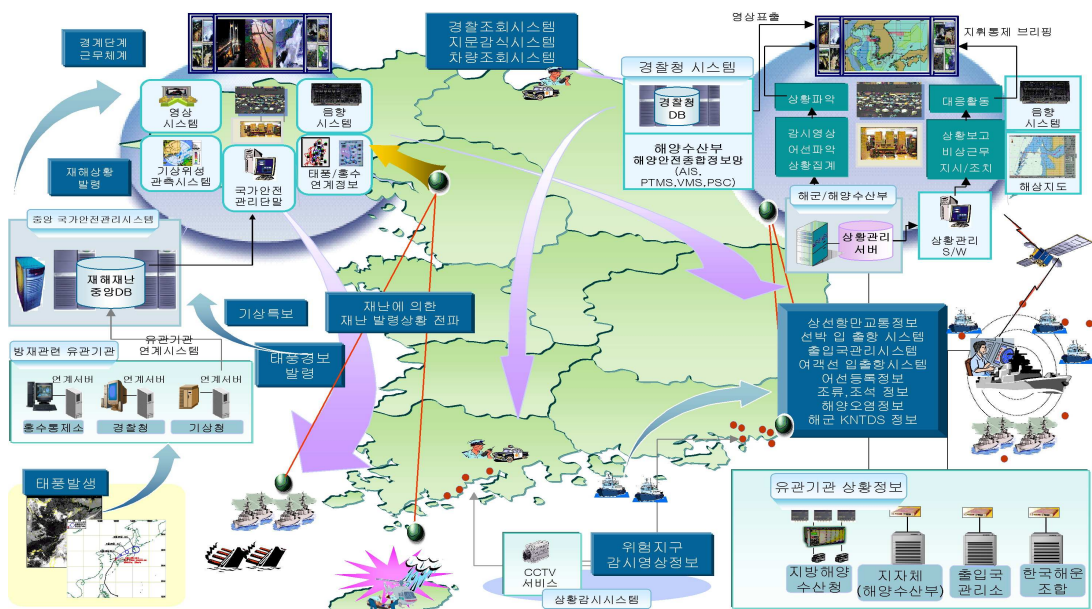 경계단계
근무체계
경찰조회시스템
지문감식시스템
차량조회시스템
영상표출
지휘통제 브리핑
영상
시스템
음향
시스템
기상위성
관측시스템
국가안전
관리단말
태풍/홍수
연계정보
재해상황
발령
중앙 국가안전관리시스템
재해재난
중앙DB
경찰청 시스템
경찰청
DB
해양수산부
해양안전종합정보망
(AIS,
PTMS,VMS,PSC)
상황파악
감시영상
어선파악
상황집계
대응활동
상황보고
비상근무
지시/조치
음향
시스템
해상지도
해군/해양수산부
상황관리
서버
상황관리
S/W
기상특보
유관기관
연계시스템
방재관련 유관기관
연계서버
연계서버
연계서버
홍수통제소
경찰청
기상청
태풍경보
발령
재난에 의한
재난 발령상황 전파
상선항만교통정보
선박 입 출항 시스템
출입국관리시스템
여객선 입출항시스템
어선등록정보
조류,조석 정보
해양오염정보
해군 KNTDS 정보
태풍발생
CCTV
서비스
위험지구
감시영상정보
상황감시시스템
유관기관 상황정보
지방해양
수산청
지자체
(해양수산부)
출입국
관리소
한국해운
조합